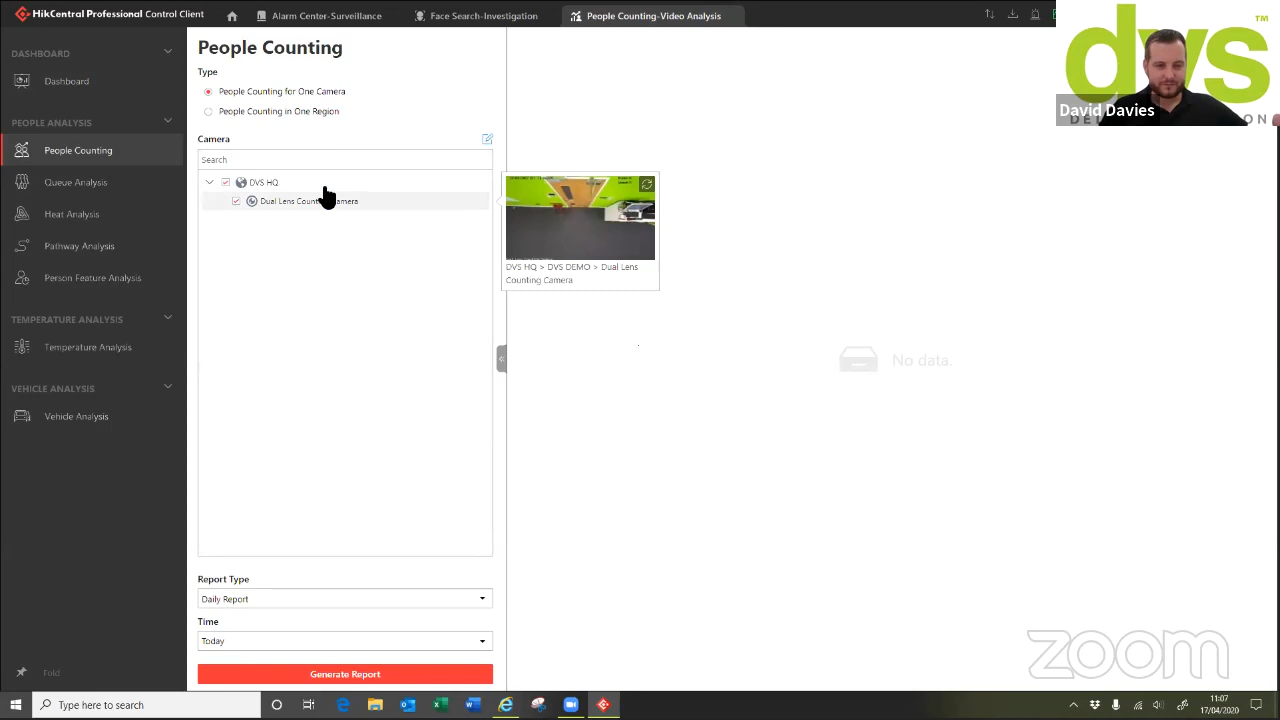 HikCentral Professional Control Client
Alarm Center-Surveillance
Face Search-Investigation
People Counting-Video Analysis
DASHBOARD
Dashboard
PEOPLE ANALYSIS
People Counting
Queue Analysis
Heat Analysis
Pathway Analysis
Person Feature Analysis
TEMPERATURE ANALYSIS
Temperature Analysis
VEHICLE ANALYSIS
Vehicle Analysis
Fold
People Counting
Type
People Counting for One Camera
People Counting in One Region
Camera
Search
DVS HQ
Dual Lens Camera
DVS HQ > DVS DEMO > Dual Lens
Counting Camera
Report Type
Daily Report
Time
Today
Generate Report
No data.
dvs™
David Davies
zoom
Type here to search
11:07
17/04/2020